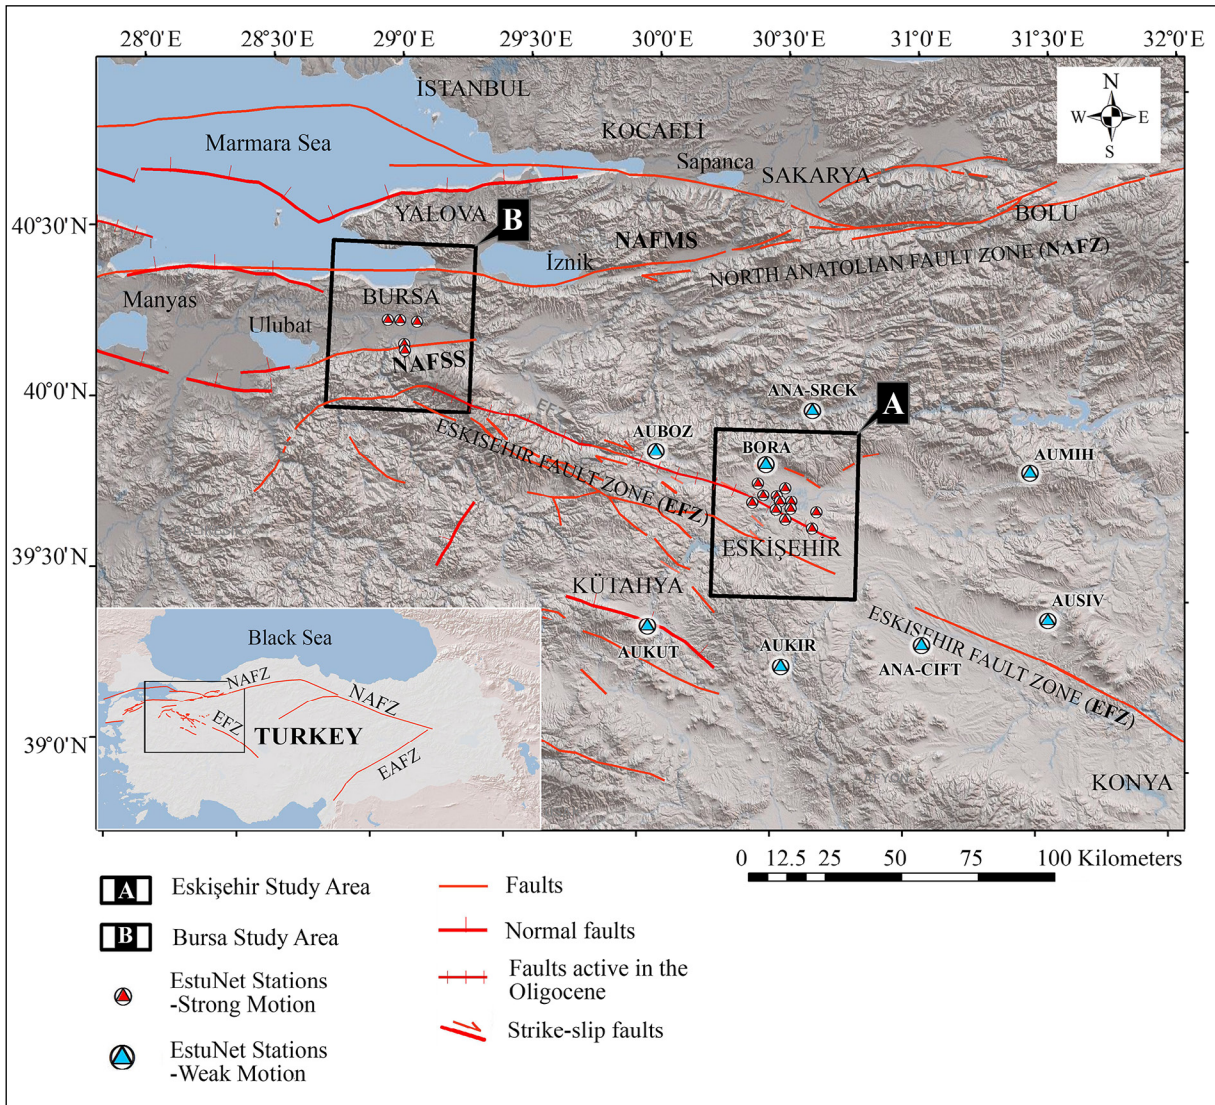 28°0'E 28°30'E 29°0'E 29°30'E 30°0'E 30°30'E 31°0'E 31°30'E 32°0'E
40°30'N
40°0'N
39°30'N
39°0'N
İSTANBUL
N
W E
S
Marmara Sea
KOCAELİ
Sapanca
SAKARYA
YALOVA
B
BOLU
NAFMS
İznik
NORTH ANATOLIAN FAULT ZONE (NAFZ)
Manyas
BURSA
Ulubat
NAFSS
EFZ
ANA-SRCK
A
ESKISEHIR FAULT ZONE (EFZ)
AUBOZ
BORA
AUMIH
ESKİŞEHİR
KÜTAHYA
AUKUT
AUKIR
ANA-CIFT
AUSIV
ESKISEHIR FAULT ZONE (EFZ)
KONYA
Black Sea
NAFZ
NAFZ
EFZ
TURKEY
EAFZ
0 12.5 25 50 75 100 Kilometers
A Eskişehir Study Area
B Bursa Study Area
EstuNet Stations
-Strong Motion
EstuNet Stations
-Weak Motion
Faults
Normal faults
Faults active in the
Oligocene
Strike-slip faults